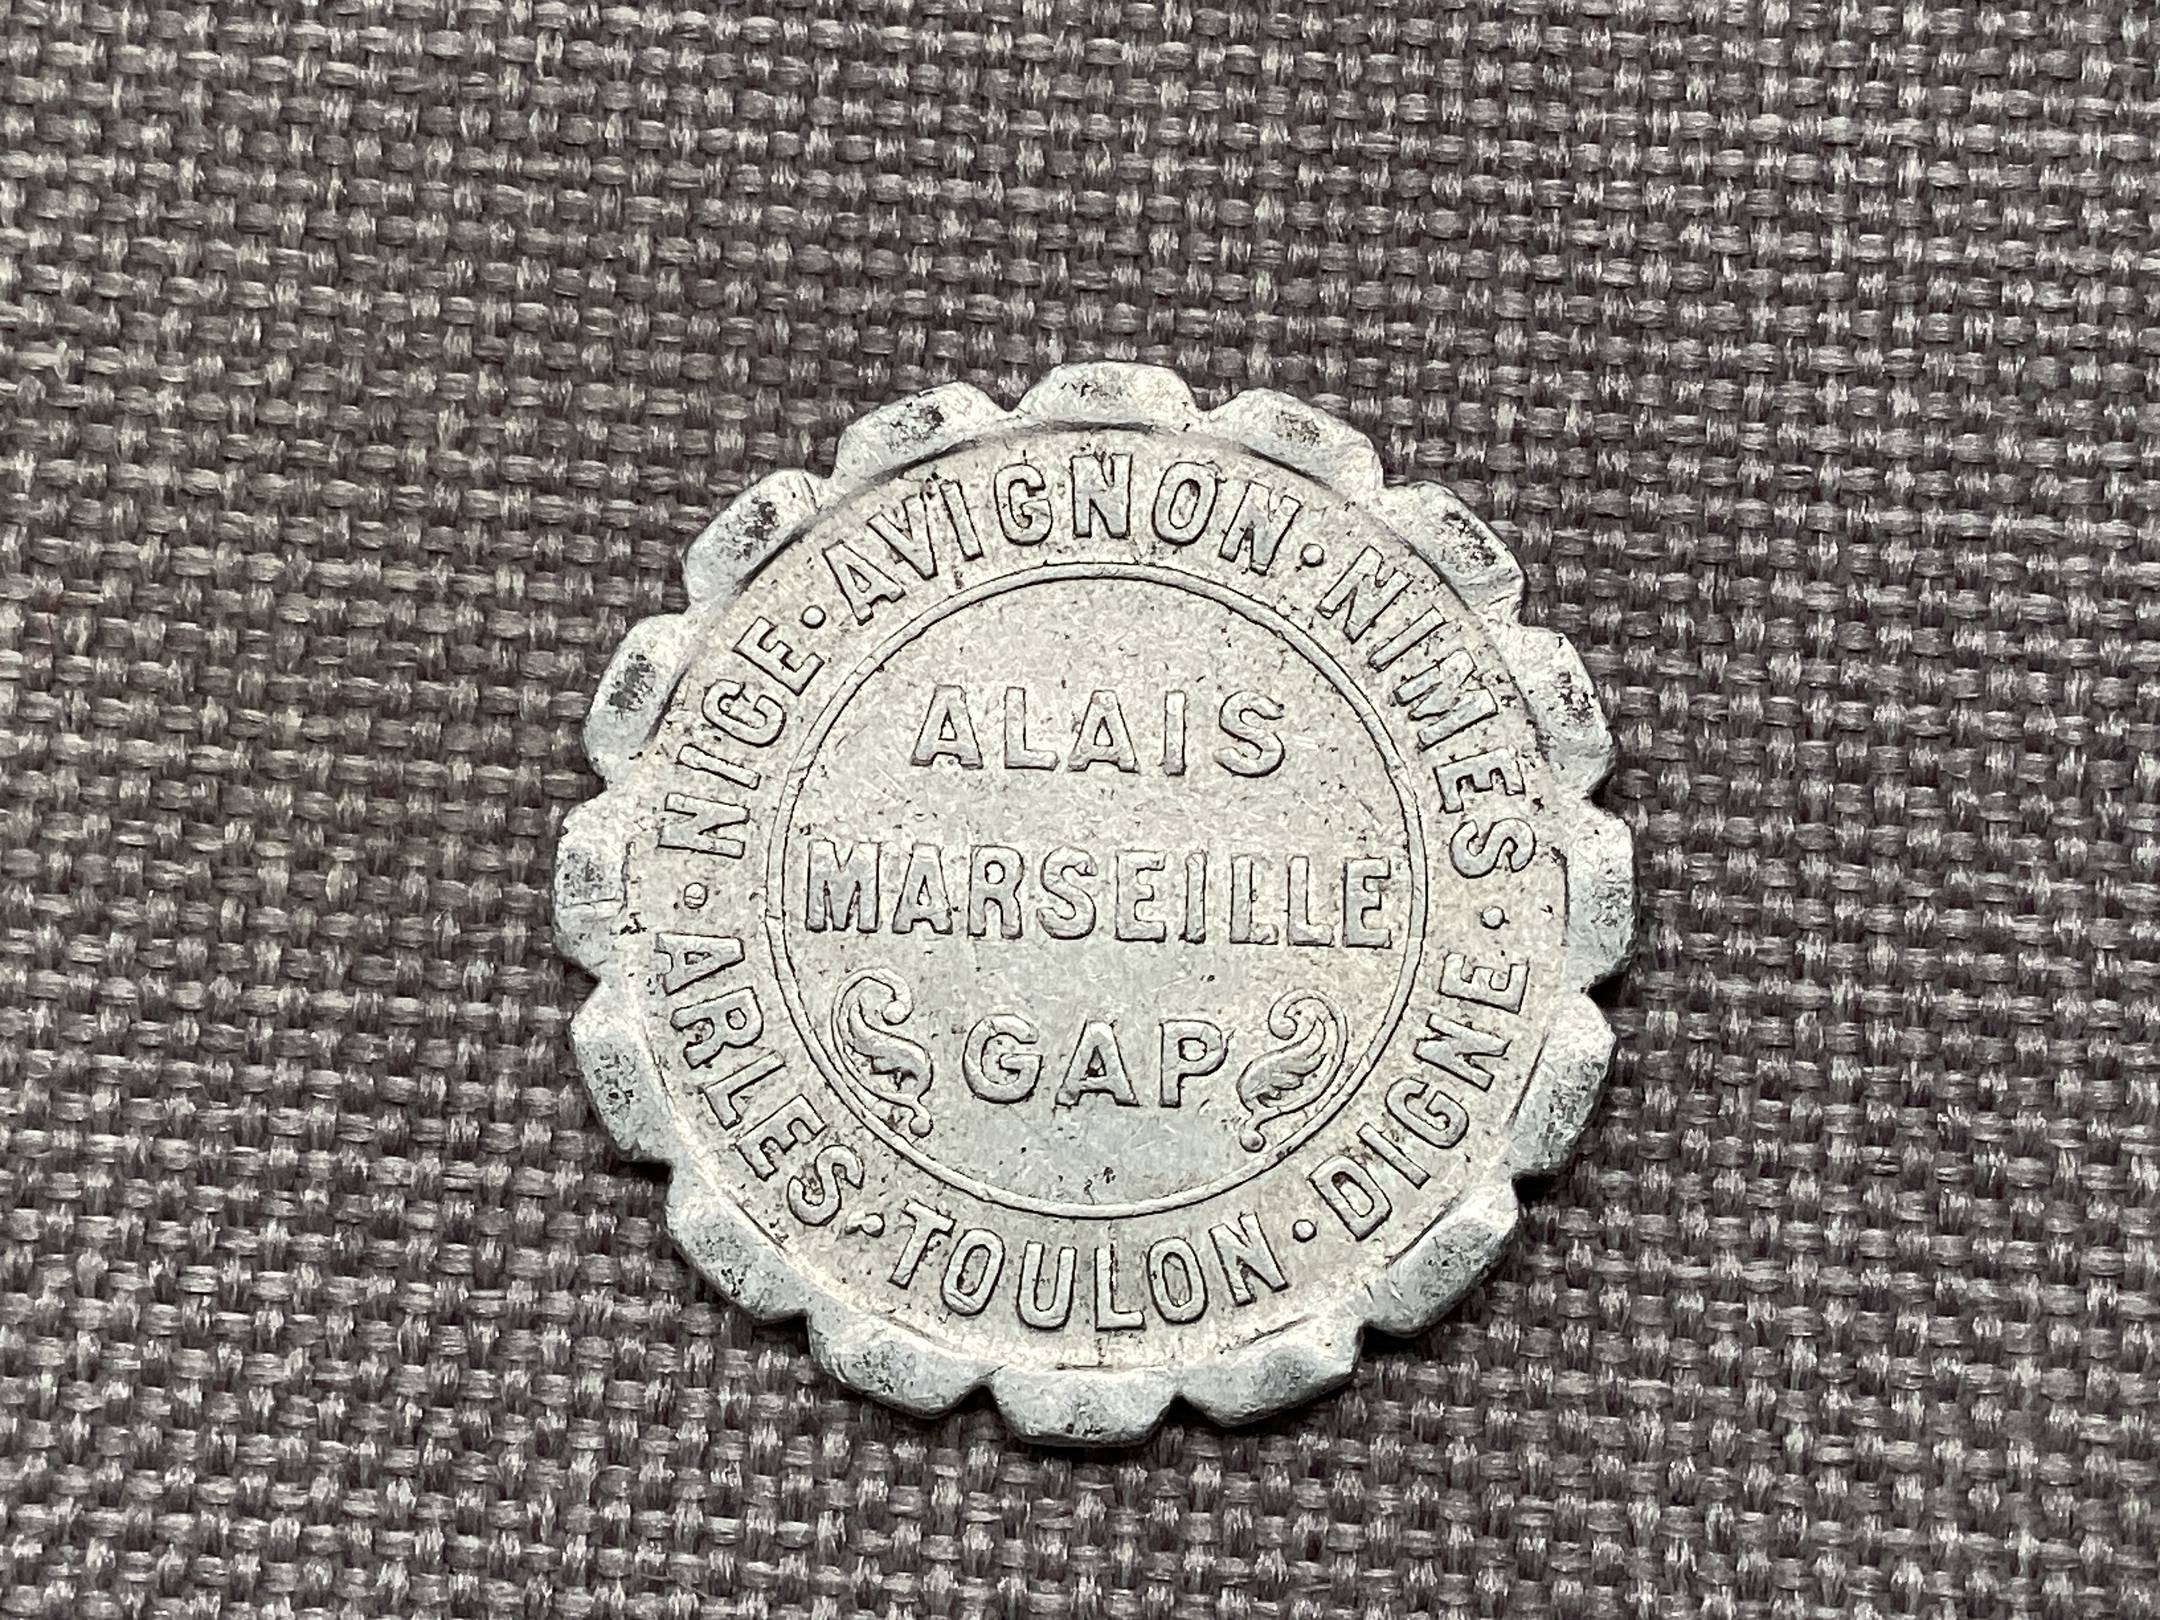 NICE · AVIGNON · NIMES · DIGNE · TOULON · ARLES ·
ALAIS
MARSEILLE
GAP